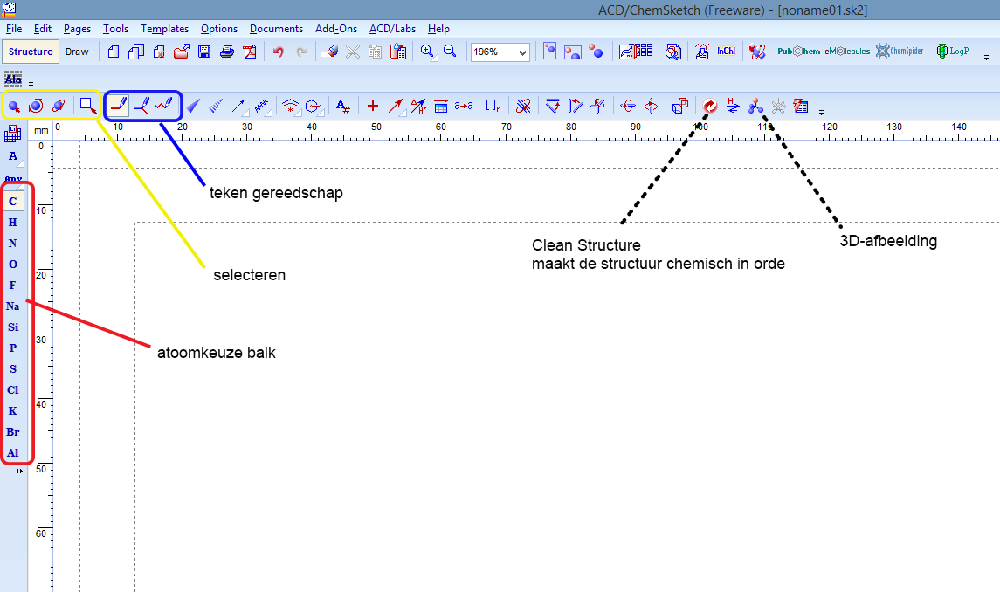 ACD/ChemSketch (Freeware) - [noname01.sk2]
File Edit Pages Tools Templates Options Documents Add-Ons ACD/Labs Help
Structure Draw 196% InChI PubChem eMolecules ChemSpider LogP
Ala
mm 0 10 20 30 40 50 60 70 80 90 100 110 120 130 140
0
A
Any
C
10
H
N
O
20
F
Na
Si
30
P
S
Cl
40
K
Br
Al
50
60
teken gereedschap
selecteren
atoomkeuze balk
Clean Structure
maakt de structuur chemisch in orde
3D-afbeelding